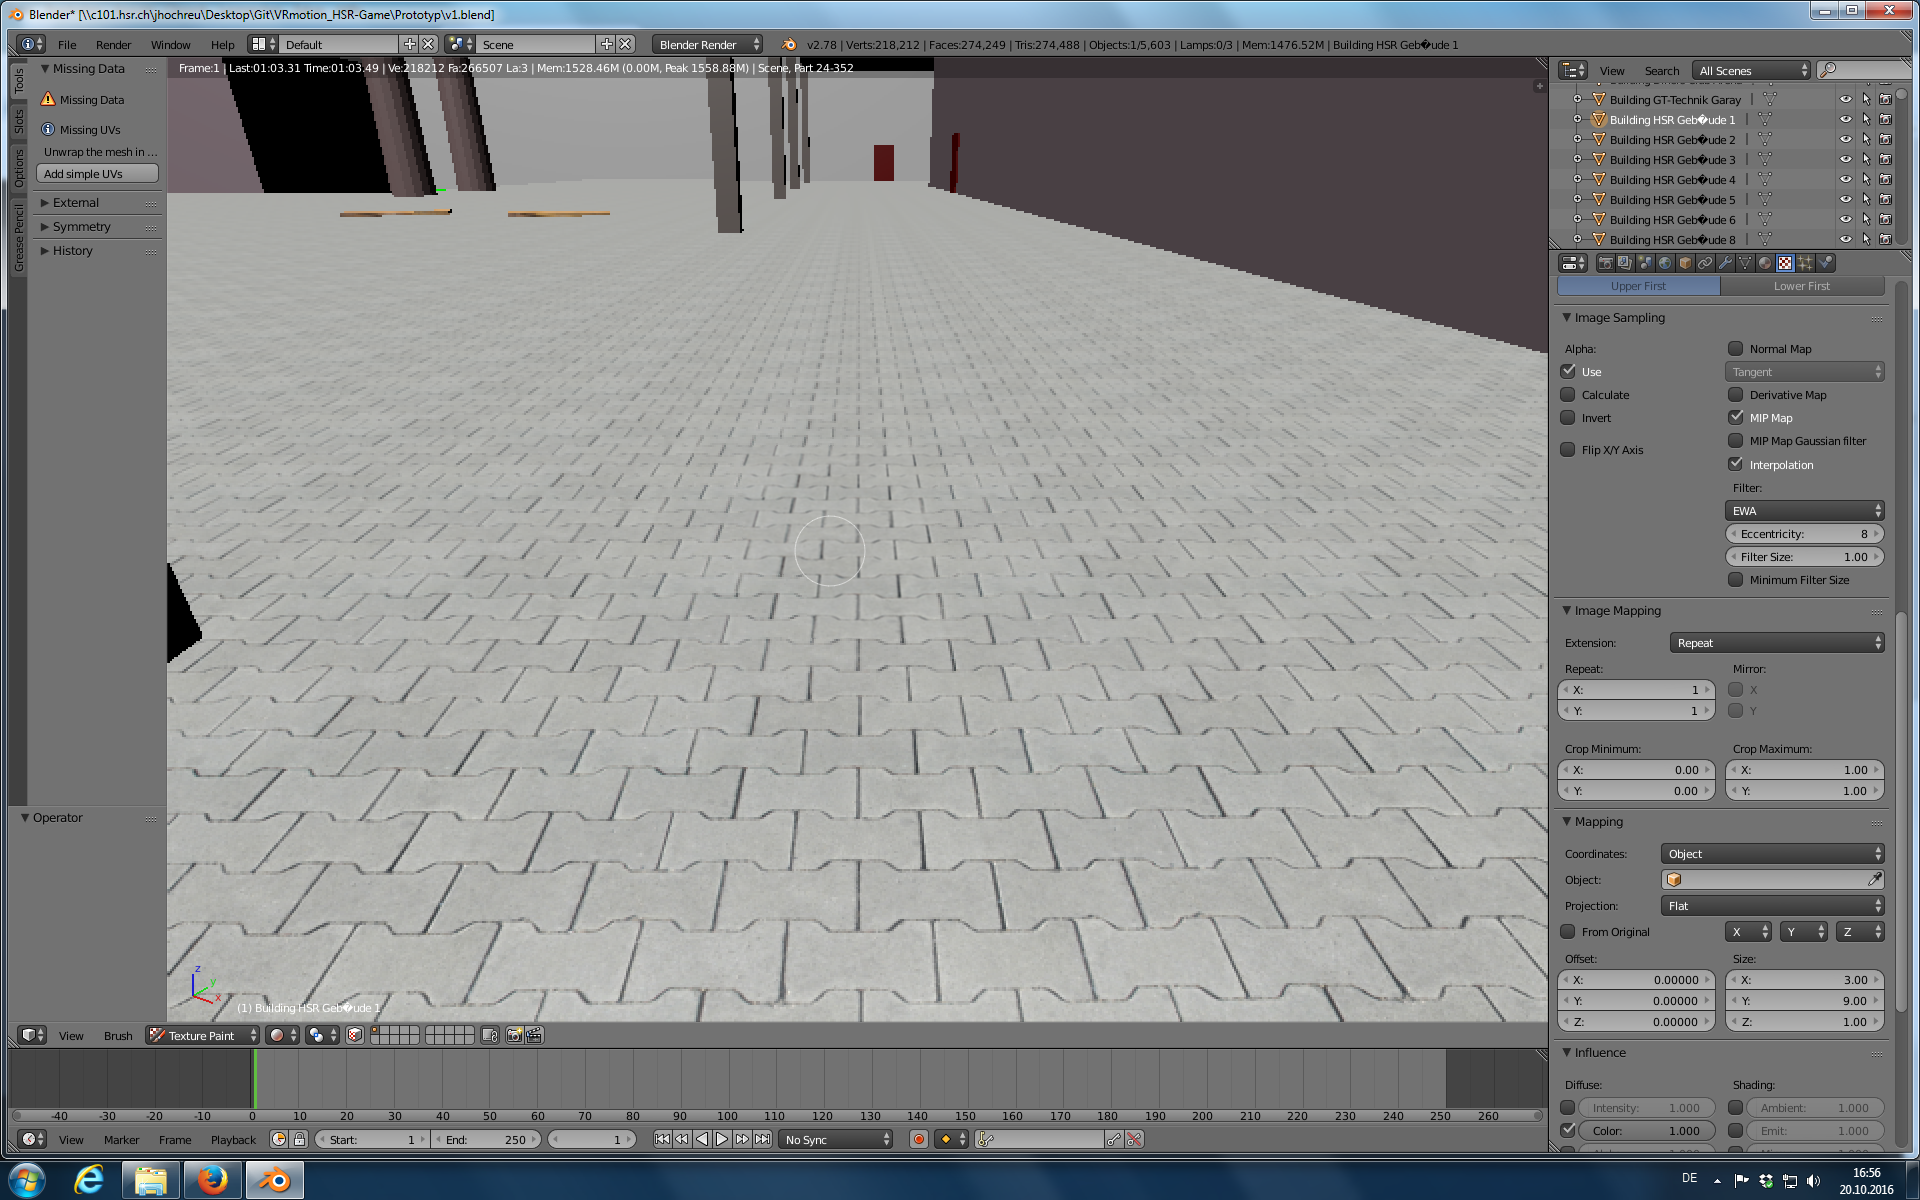 Blender* [\\c101.hsr.ch\jhochreu\Desktop\Git\VRmotion_HSR-Game\Prototyp\v1.blend]
File Render Window Help Default Scene Blender Render v2.78 | Verts:218,212 | Faces:274,249 | Tris:274,488 | Objects:1/5,603 | Lamps:0/3 | Mem:1476.52M | Building HSR Geb�ude 1
Frame:1 | Last:01:03.31 Time:01:03.49 | Ve:218212 Fa:266507 La:3 | Mem:1528.46M (0.00M, Peak 1558.88M) | Scene, Part 24-352
Tools
Slots
Options
Grease Pencil
Missing Data
Missing Data
Missing UVs
Unwrap the mesh in ...
Add simple UVs
External
Symmetry
History
Operator
z
y
x
(1) Building HSR Geb�ude 1
View Brush Texture Paint
-40 -30 -20 -10 0 10 20 30 40 50 60 70 80 90 100 110 120 130 140 150 160 170 180 190 200 210 220 230 240 250 260
View Marker Frame Playback Start: 1 End: 250 1 No Sync
View Search All Scenes
Building GT-Technik Garay
Building HSR Geb�ude 1
Building HSR Geb�ude 2
Building HSR Geb�ude 3
Building HSR Geb�ude 4
Building HSR Geb�ude 5
Building HSR Geb�ude 6
Building HSR Geb�ude 8
Upper First Lower First
Image Sampling
Alpha: Normal Map
Use Tangent
Calculate Derivative Map
Invert MIP Map
MIP Map Gaussian filter
Flip X/Y Axis
Interpolation
Filter:
EWA
Eccentricity: 8
Filter Size: 1.00
Minimum Filter Size
Image Mapping
Extension: Repeat
Repeat: Mirror:
X: 1 X
Y: 1 Y
Crop Minimum: Crop Maximum:
X: 0.00 X: 1.00
Y: 0.00 Y: 1.00
Mapping
Coordinates: Object
Object:
Projection: Flat
From Original X Y Z
Offset: Size:
X: 0.00000 X: 3.00
Y: 0.00000 Y: 9.00
Z: 0.00000 Z: 1.00
Influence
Diffuse: Shading:
Intensity: 1.000 Ambient: 1.000
Color: 1.000 Emit: 1.000
DE 16:56
20.10.2016